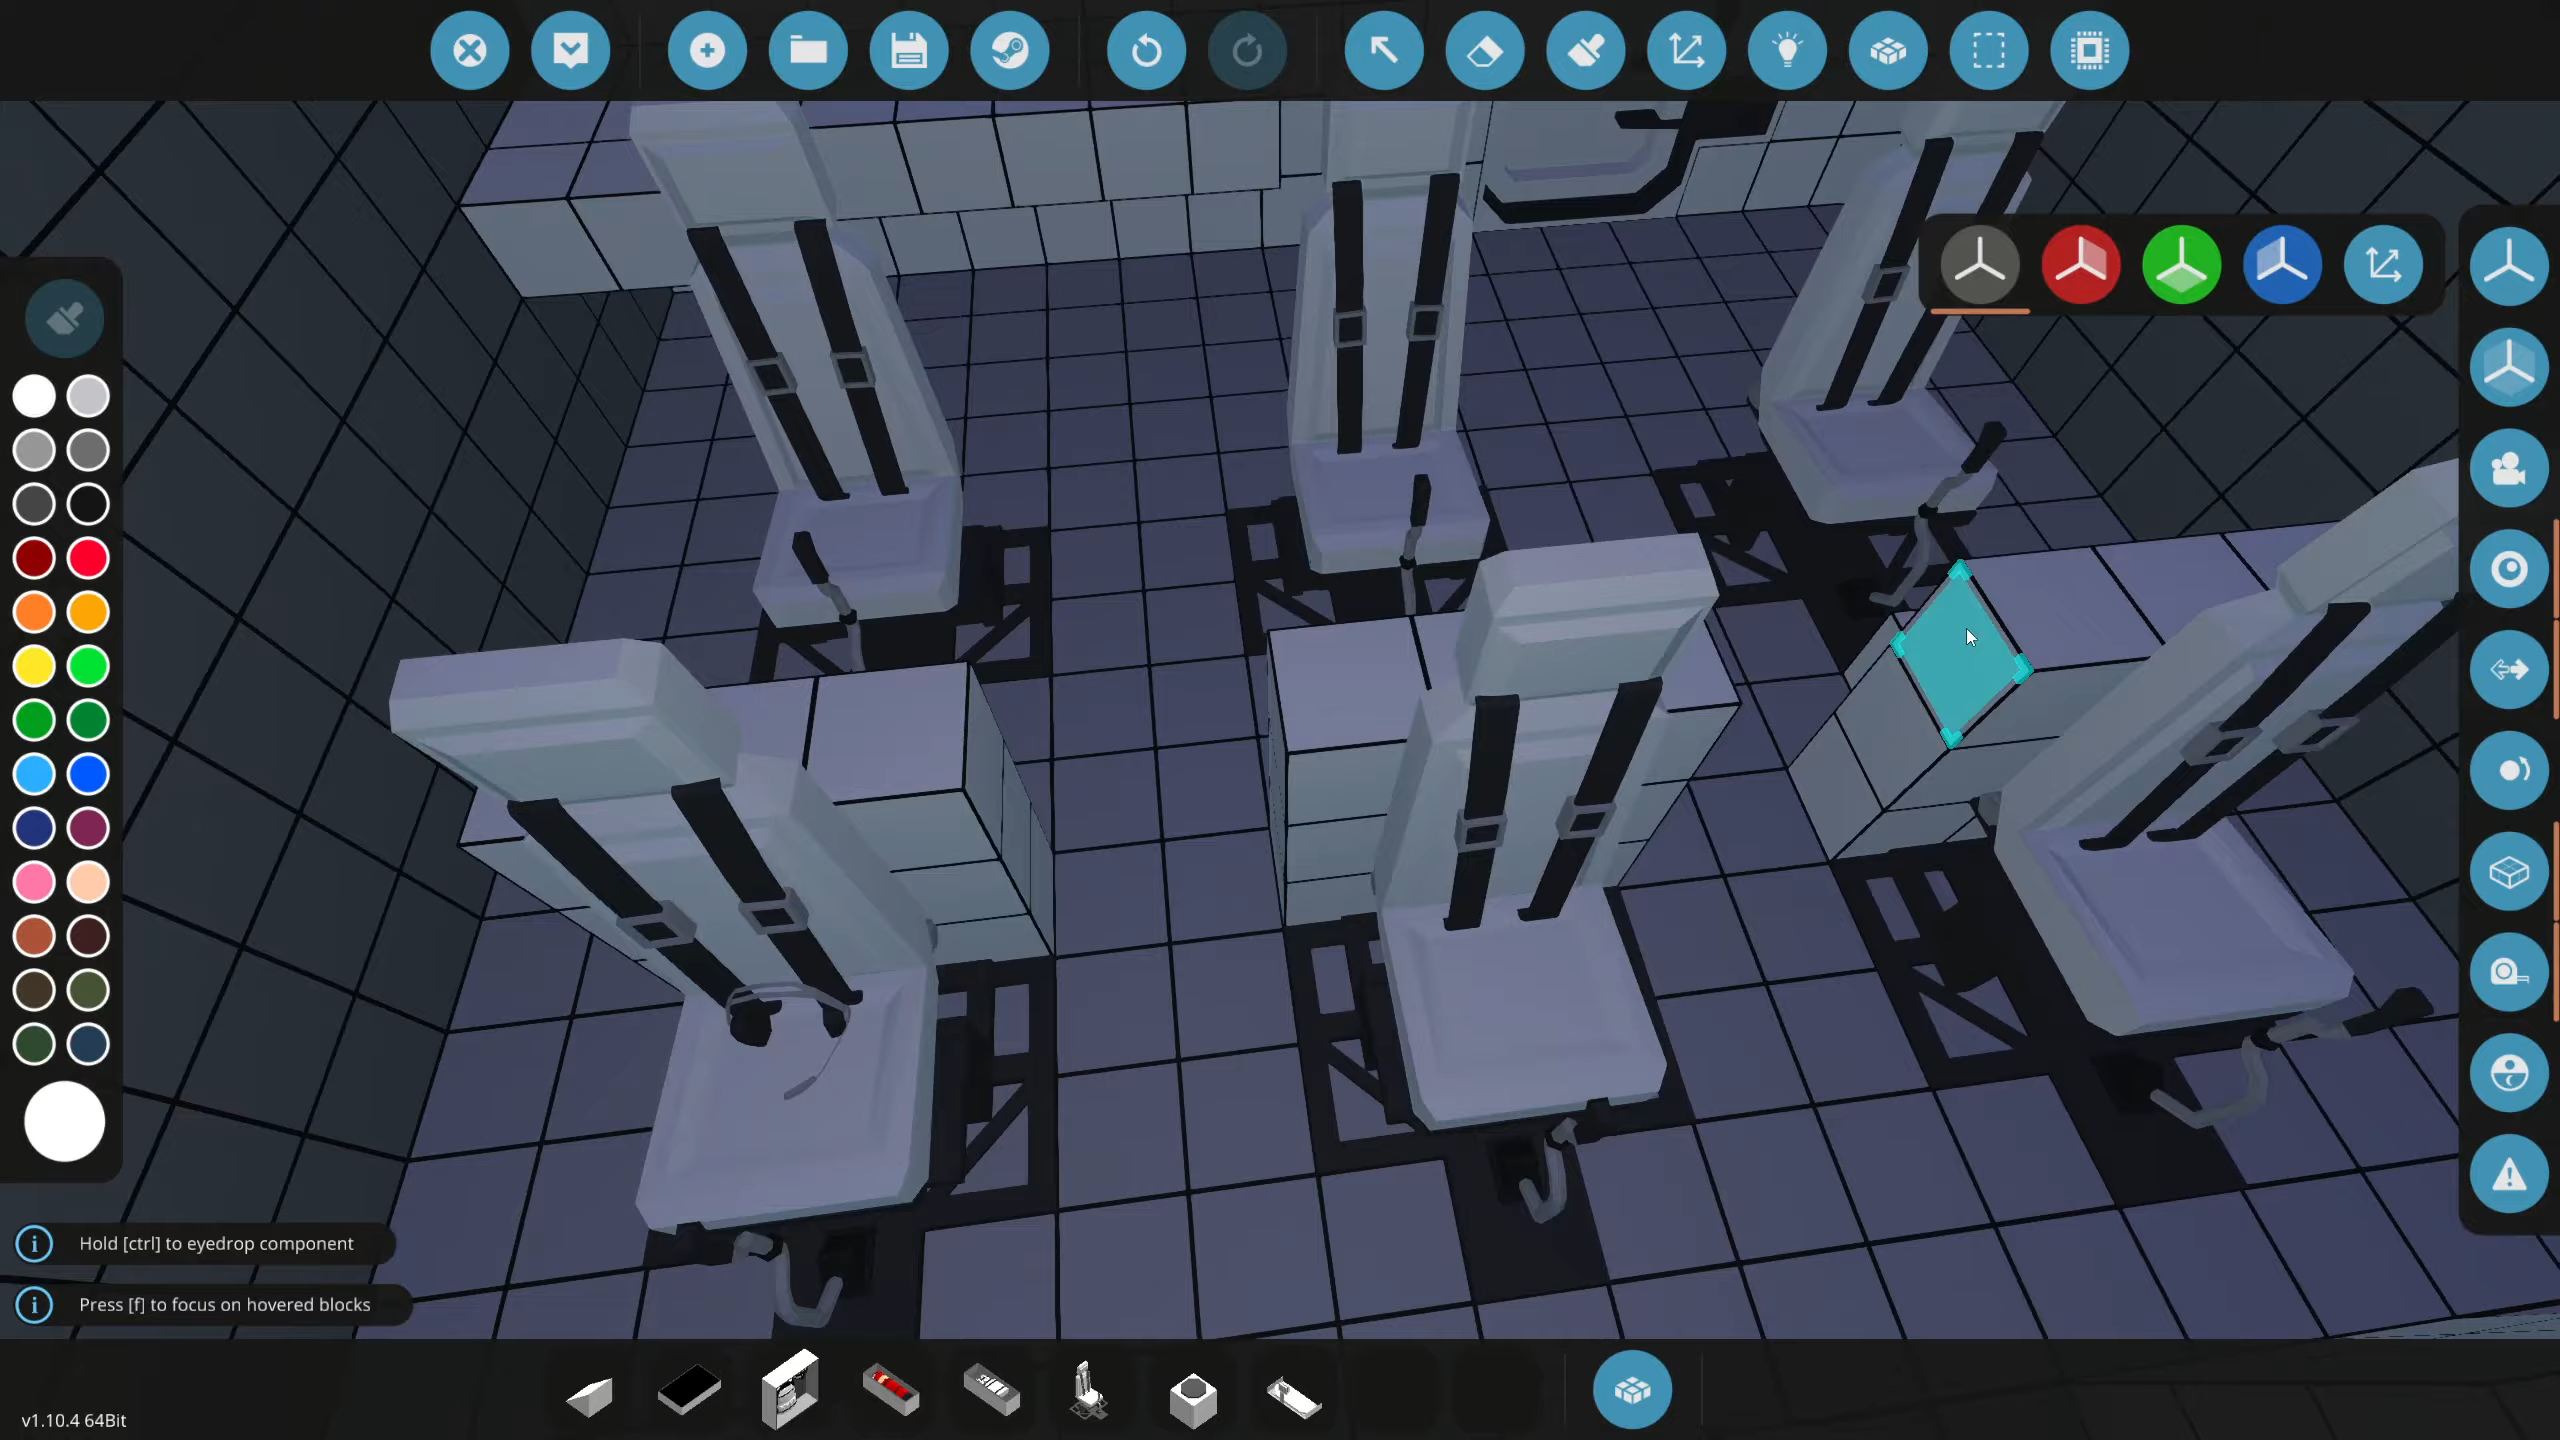 Hold [ctrl] to eyedrop component
Press [f] to focus on hovered blocks
v1.10.4 64Bit